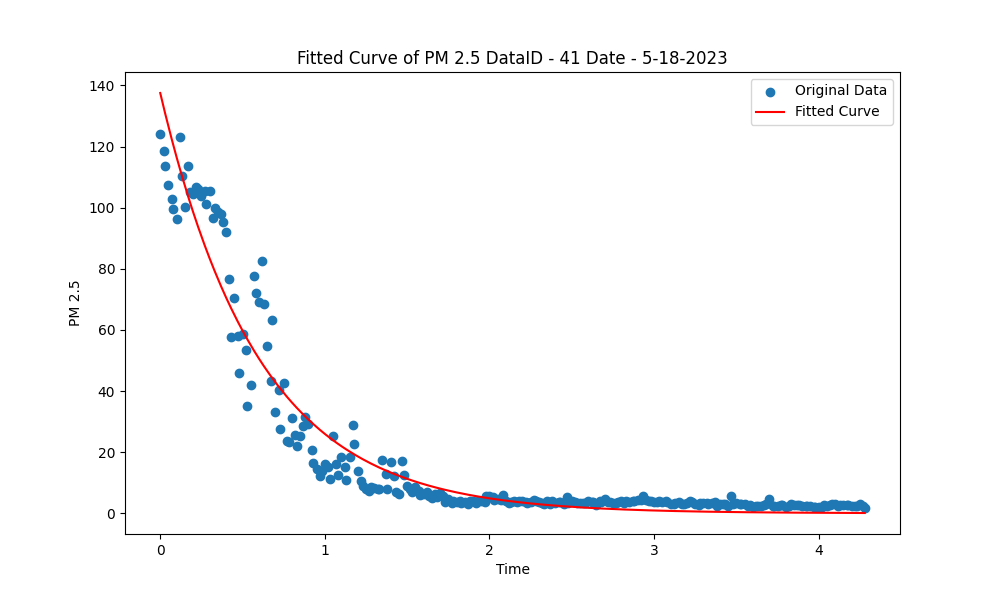 Fitted Curve of PM 2.5 DataID - 41 Date - 5-18-2023
Original Data
Fitted Curve
PM 2.5
140
120
100
80
60
40
20
0
0 1 2 3 4
Time